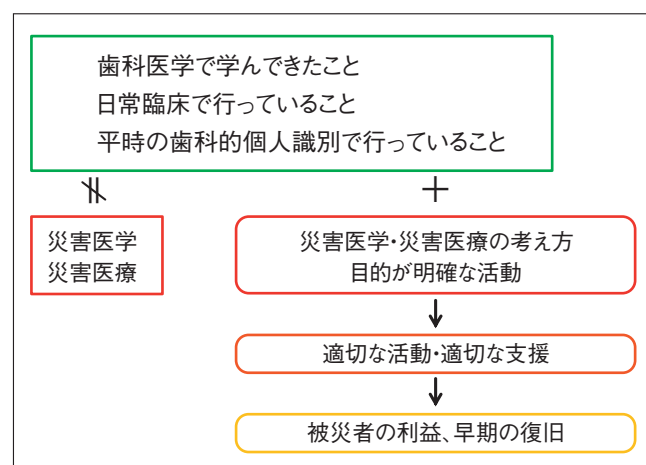 歯科医学で学んできたこと
日常臨床で行っていること
平時の歯科的個人識別で行っていること
≠ +
災害医学
災害医療
災害医学・災害医療の考え方
目的が明確な活動
↓
適切な活動・適切な支援
↓
被災者の利益、早期の復旧